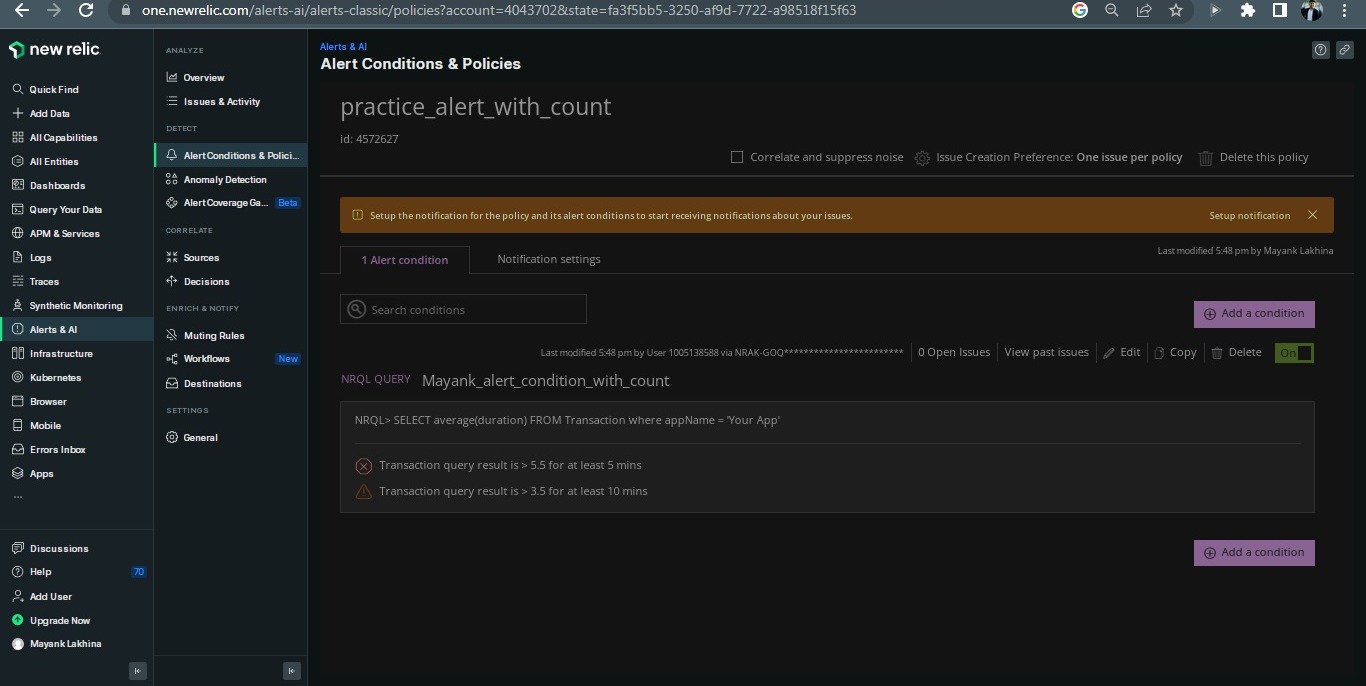 one.newrelic.com/alerts-ai/alerts-classic/policies?account=4043702&state=fa3f5bb5-3250-af9d-7722-a98518f15f63
new relic
Quick Find
Add Data
All Capabilities
All Entities
Dashboards
Query Your Data
APM & Services
Logs
Traces
Synthetic Monitoring
Alerts & AI
Infrastructure
Kubernetes
Browser
Mobile
Errors Inbox
Apps
...
Discussions
Help 70
Add User
Upgrade Now
Mayank Lakhina
ANALYZE
Overview
Issues & Activity
DETECT
Alert Conditions & Polici...
Anomaly Detection
Alert Coverage Ga... Beta
CORRELATE
Sources
Decisions
ENRICH & NOTIFY
Muting Rules
Workflows New
Destinations
SETTINGS
General
Alerts & AI
Alert Conditions & Policies
practice_alert_with_count
id: 4572627
Correlate and suppress noise Issue Creation Preference: One issue per policy Delete this policy
Setup the notification for the policy and its alert conditions to start receiving notifications about your issues. Setup notification
Last modified 5:48 pm by Mayank Lakhina
1 Alert condition Notification settings
Search conditions
Add a condition
Last modified 5:48 pm by User 1005138588 via NRAK-GOQ************************ 0 Open Issues View past issues Edit Copy Delete On
NRQL QUERY Mayank_alert_condition_with_count
NRQL> SELECT average(duration) FROM Transaction where appName = 'Your App'
Transaction query result is > 5.5 for at least 5 mins
Transaction query result is > 3.5 for at least 10 mins
Add a condition